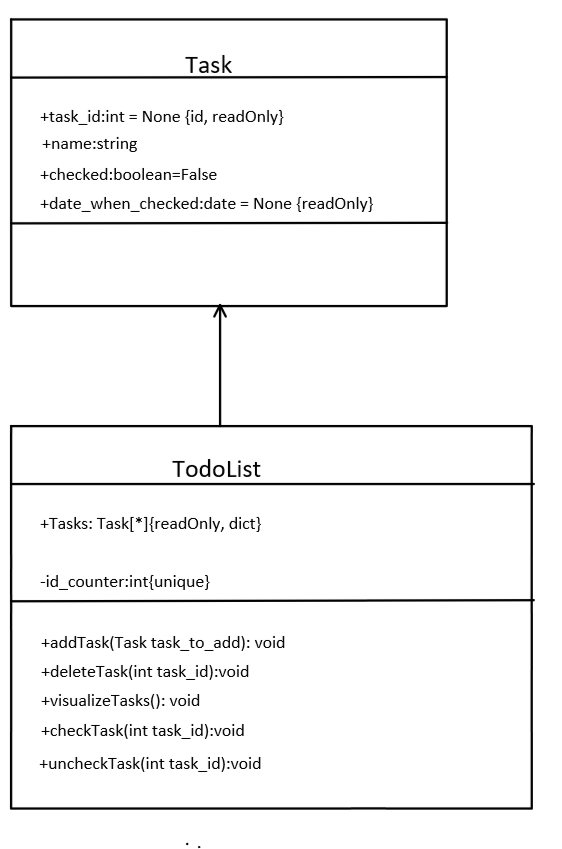 Task
+task_id:int = None {id, readOnly}
+name:string
+checked:boolean=False
+date_when_checked:date = None {readOnly}
TodoList
+Tasks: Task[*]{readOnly, dict}
-id_counter:int{unique}
+addTask(Task task_to_add): void
+deleteTask(int task_id):void
+visualizeTasks(): void
+checkTask(int task_id):void
+uncheckTask(int task_id):void